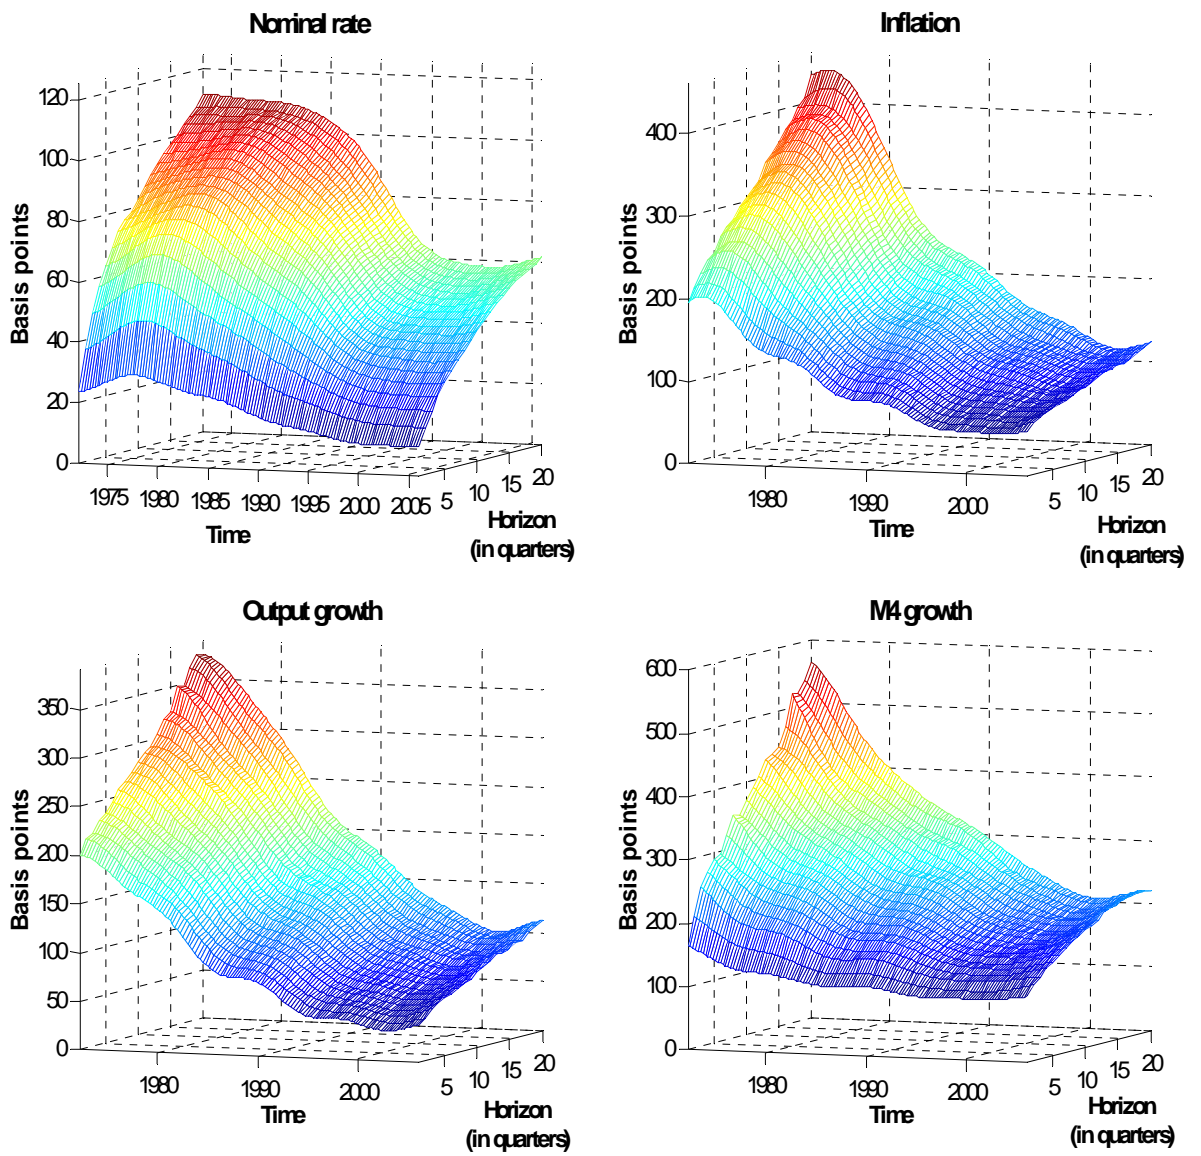 Nominal rate
Inflation
120
100
80
60
40
20
0
Basis points
1975 1980 1985 1990 1995 2000 2005
Time
5 10 15 20
Horizon
(in quarters)
400
300
200
100
0
Basis points
1980 1990 2000
Time
5 10 15 20
Horizon
(in quarters)
Output growth
M4 growth
350
300
250
200
150
100
50
0
Basis points
1980 1990 2000
Time
5 10 15 20
Horizon
(in quarters)
600
500
400
300
200
100
0
Basis points
1980 1990 2000
Time
5 10 15 20
Horizon
(in quarters)